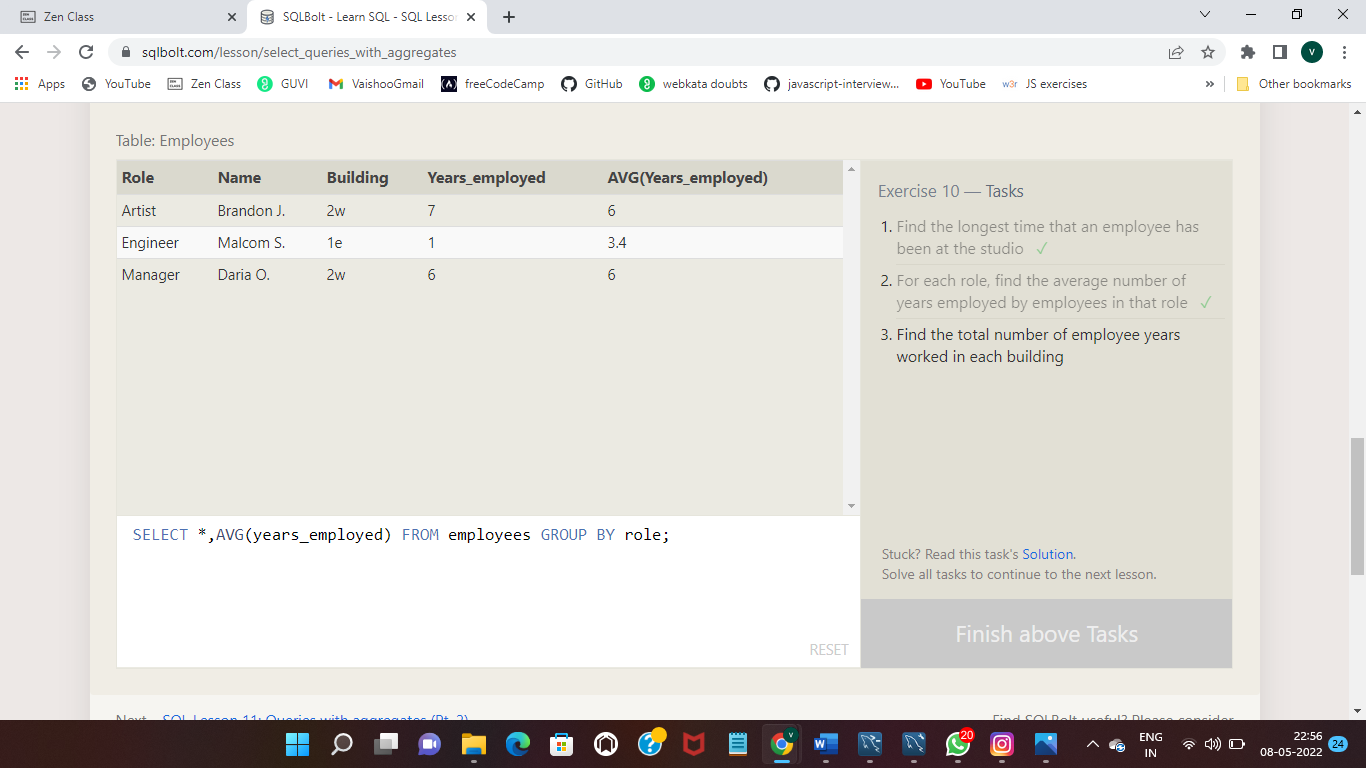 Zen Class
SQLBolt - Learn SQL - SQL Lesson
sqlbolt.com/lesson/select_queries_with_aggregates
V
Apps YouTube Zen Class GUVI VaishooGmail freeCodeCamp GitHub webkata doubts javascript-interview... YouTube w3r JS exercises » Other bookmarks
Table: Employees
Role Name Building Years_employed AVG(Years_employed)
Artist Brandon J. 2w 7 6
Engineer Malcom S. 1e 1 3.4
Manager Daria O. 2w 6 6
Exercise 10 — Tasks
1. Find the longest time that an employee has
been at the studio ✓
2. For each role, find the average number of
years employed by employees in that role ✓
3. Find the total number of employee years
worked in each building
Stuck? Read this task's Solution.
Solve all tasks to continue to the next lesson.
Finish above Tasks
SELECT *,AVG(years_employed) FROM employees GROUP BY role;
RESET
Next – SQL Lesson 11: Queries with aggregates (Pt. 2)
Find SQLBolt useful? Please consider
20
ENG
IN
22:56
08-05-2022
24